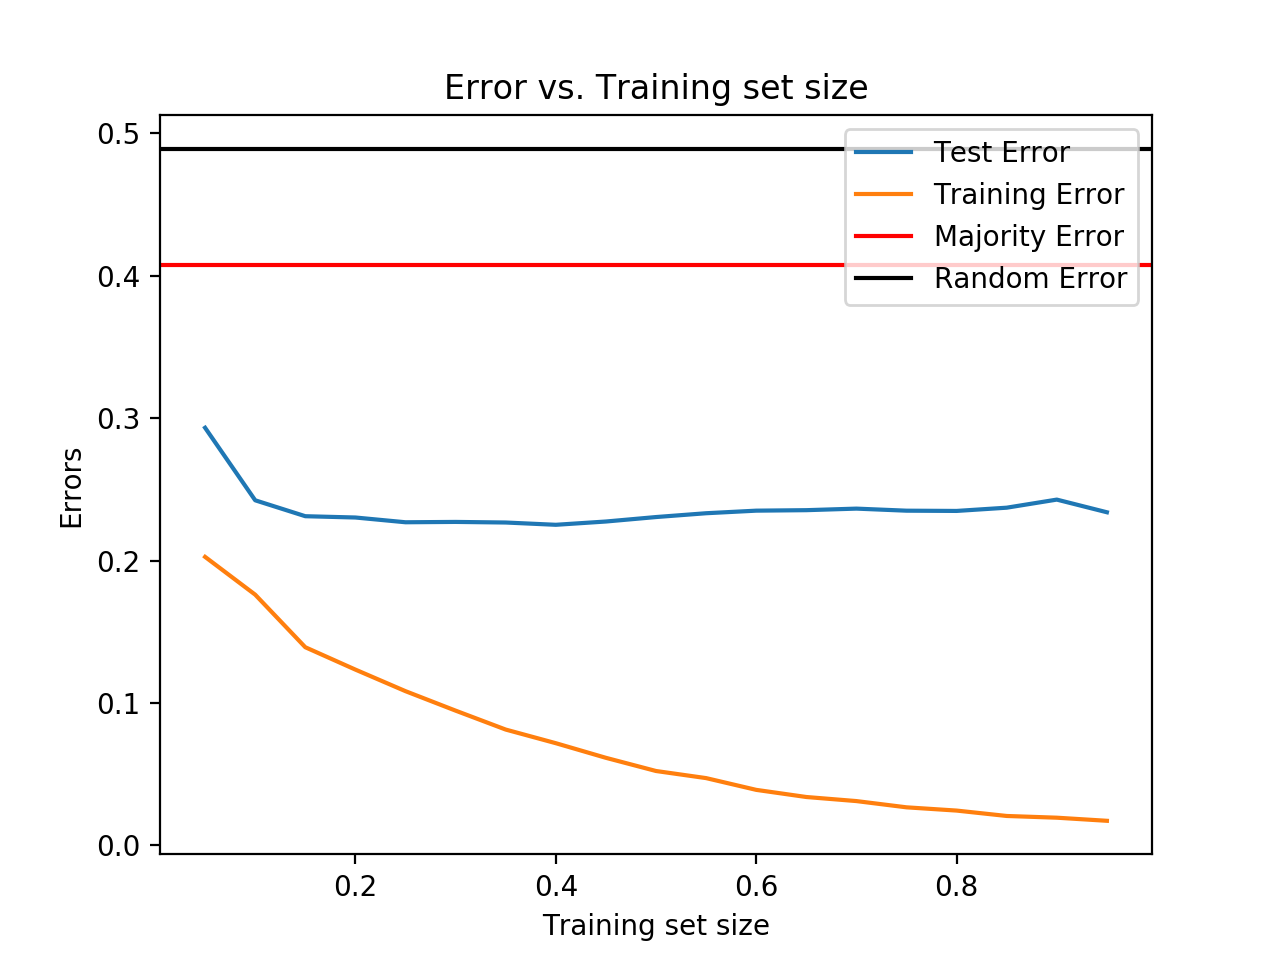 Error vs. Training set size
0.5
0.4
0.3
0.2
0.1
0.0
Errors
Test Error
Training Error
Majority Error
Random Error
0.2 0.4 0.6 0.8
Training set size